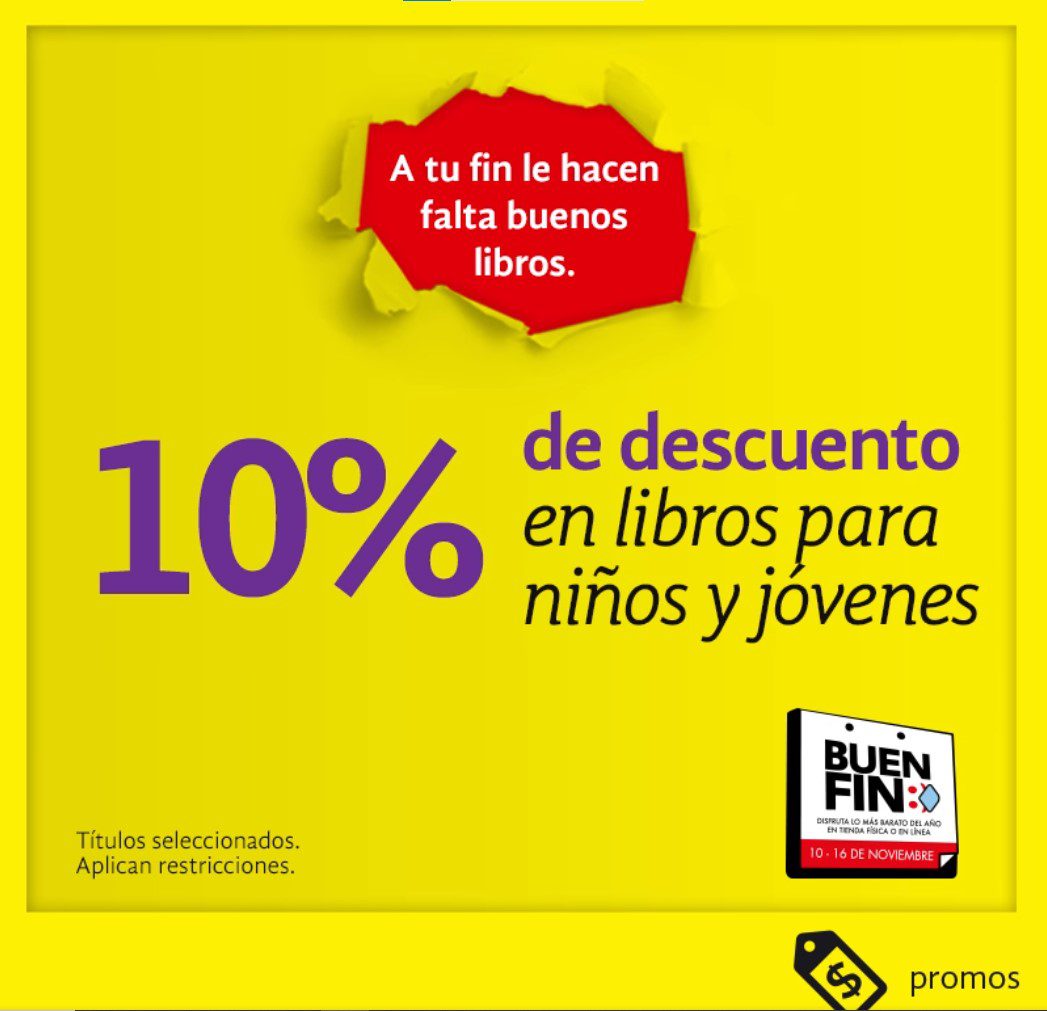 A tu fin le hacen
falta buenos
libros.
10%
de descuento
en libros para
niños y jóvenes
BUEN
FIN
DISFRUTA LO MÁS BARATO DEL AÑO
EN TIENDA FÍSICA O EN LÍNEA
10 - 16 DE NOVIEMBRE
Títulos seleccionados.
Aplican restricciones.
$
promos